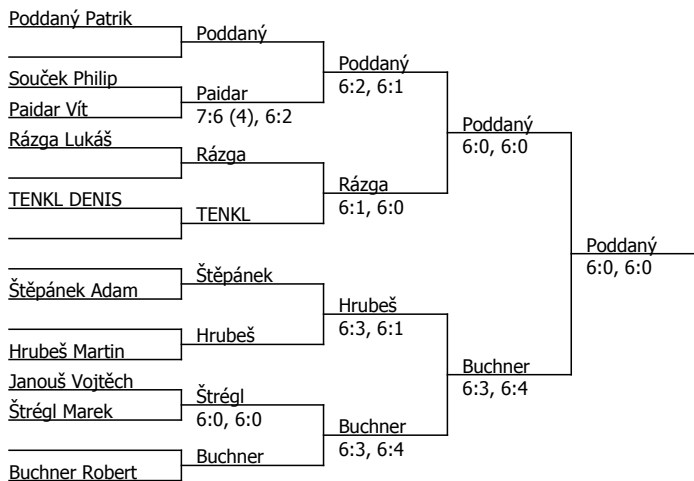 Poddaný Patrik
Poddaný
Souček Philip
Poddaný
6:2, 6:1
Paidar
Paidar Vít
7:6 (4), 6:2
Poddaný
Rázga Lukáš
6:0, 6:0
Rázga
Rázga
6:1, 6:0
TENKL DENIS
TENKL
Poddaný
6:0, 6:0
Štěpánek
Štěpánek Adam
Hrubeš
6:3, 6:1
Hrubeš
Hrubeš Martin
Buchner
6:3, 6:4
Janouš Vojtěch
Štrégl
Štrégl Marek
6:0, 6:0
Buchner
6:3, 6:4
Buchner
Buchner Robert